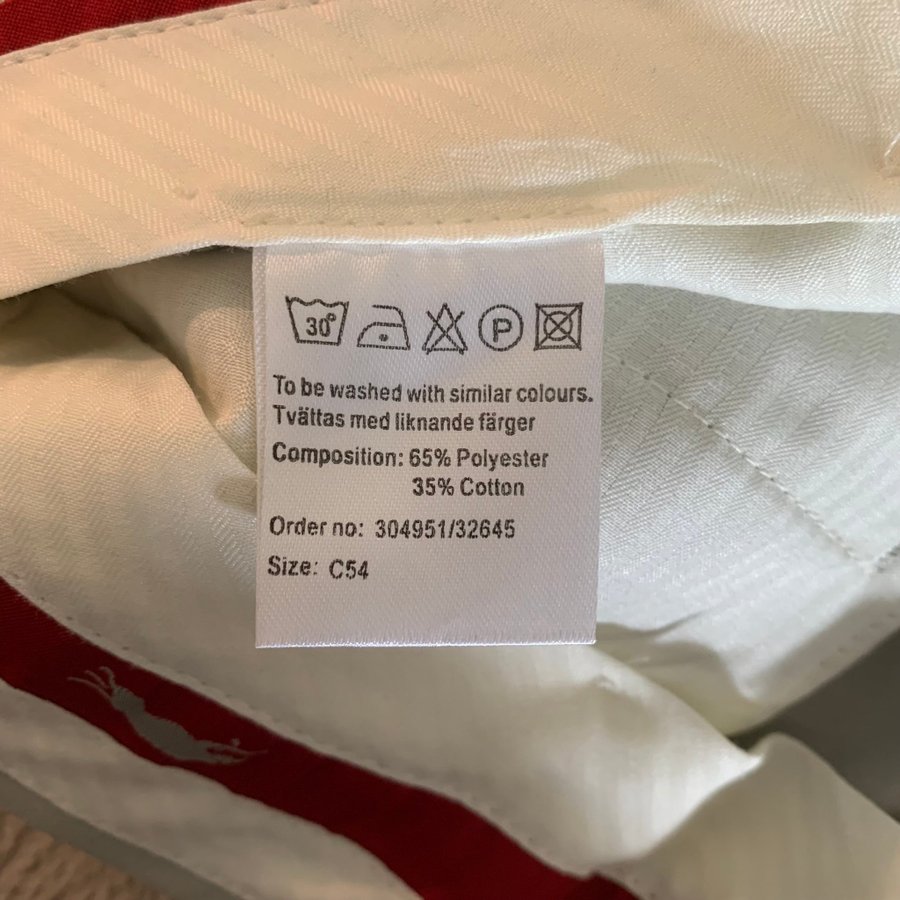 30°
P
To be washed with similar colours.
Tvättas med liknande färger
Composition: 65% Polyester
35% Cotton
Order no: 304951/32645
Size: C54